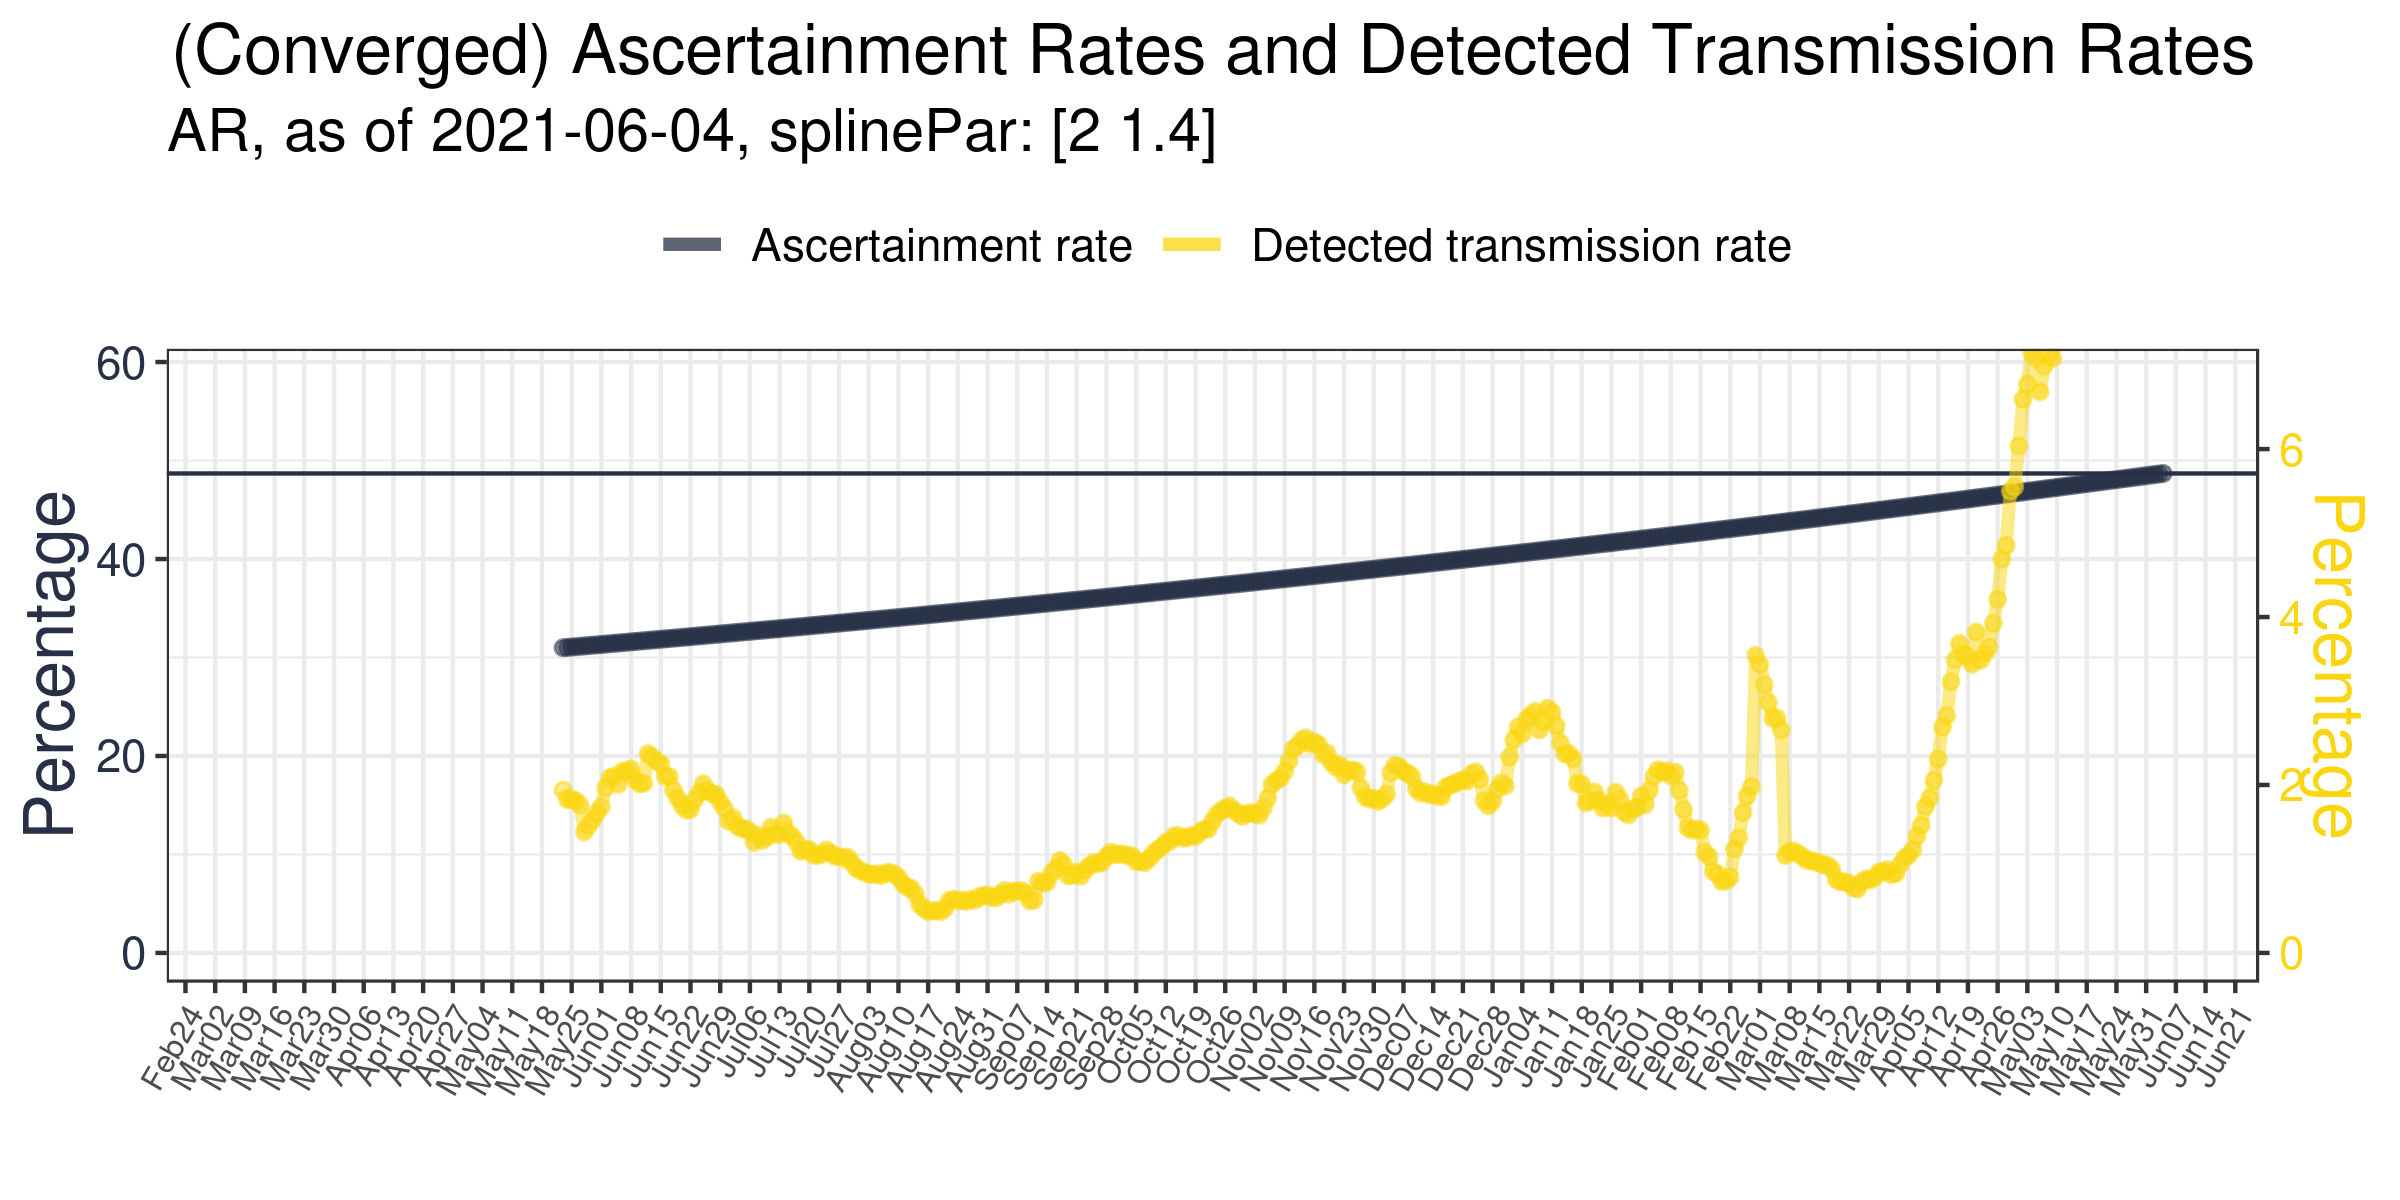 (Converged) Ascertainment Rates and Detected Transmission Rates
AR, as of 2021-06-04, splinePar: [2 1.4]
Ascertainment rate
Detected transmission rate
Percentage
60
40
20
0
6
4
2
0
Percentage
Feb24
Mar02
Mar09
Mar16
Mar23
Mar30
Apr06
Apr13
Apr20
Apr27
May04
May11
May18
May25
Jun01
Jun08
Jun15
Jun22
Jun29
Jul06
Jul13
Jul20
Jul27
Aug03
Aug10
Aug17
Aug24
Aug31
Sep07
Sep14
Sep21
Sep28
Oct05
Oct12
Oct19
Oct26
Nov02
Nov09
Nov16
Nov23
Nov30
Dec07
Dec14
Dec21
Dec28
Jan04
Jan11
Jan18
Jan25
Feb01
Feb08
Feb15
Feb22
Mar01
Mar08
Mar15
Mar22
Mar29
Apr05
Apr12
Apr19
Apr26
May03
May10
May17
May24
May31
Jun07
Jun14
Jun21